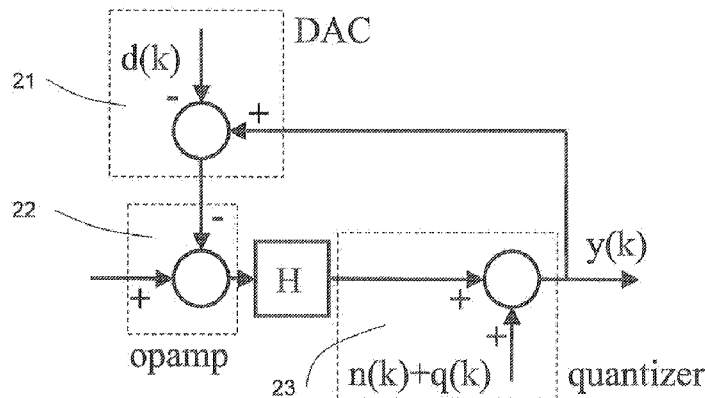 DAC
d(k)
21
-
+
22
-
y(k)
H
+
+
+
opamp
23
n(k)+q(k)
quantizer